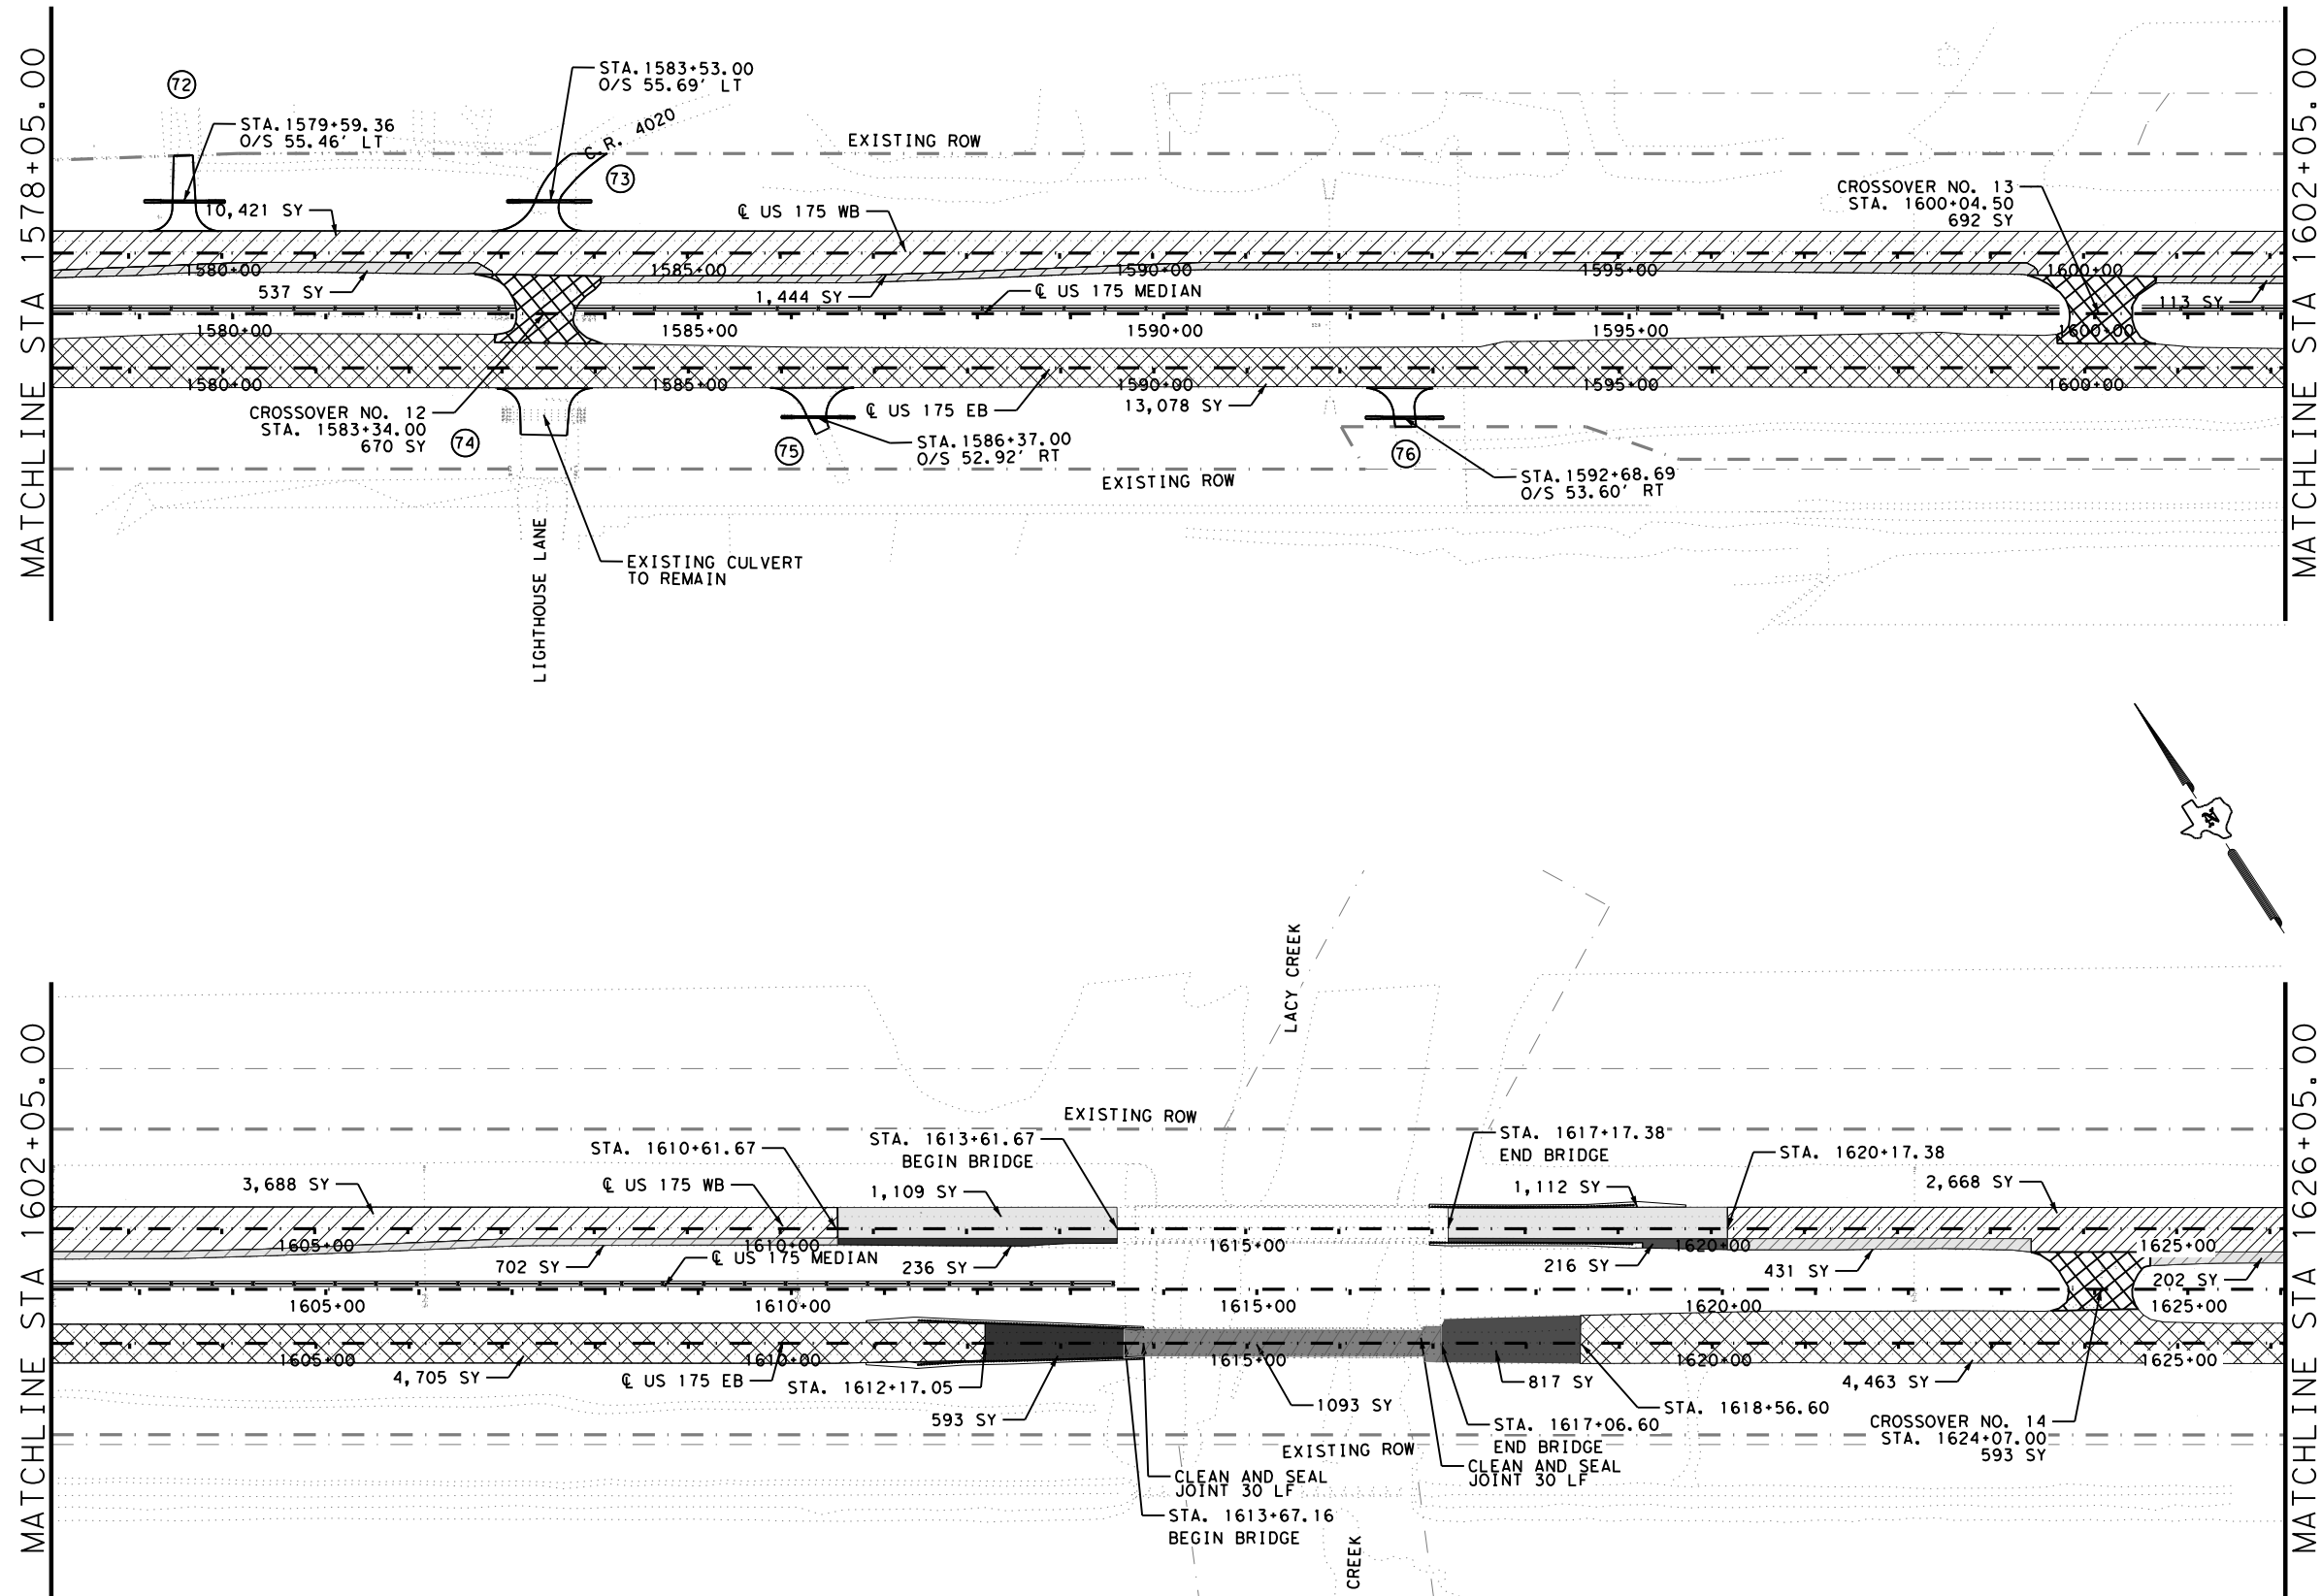 MATCHLINE STA 1578+05.00
72
STA.1579+59.36
O/S 55.46' LT
STA.1583+53.00
O/S 55.69' LT
C.R. 4020
73
EXISTING ROW
10,421 SY
℄ US 175 WB
CROSSOVER NO. 13
STA. 1600+04.50
692 SY
1580+00
1585+00
1590+00
1595+00
1600+00
537 SY
1,444 SY
℄ US 175 MEDIAN
113 SY
1580+00
1585+00
1590+00
1595+00
1600+00
1580+00
1585+00
1590+00
1595+00
1600+00
CROSSOVER NO. 12
STA. 1583+34.00
670 SY
74
75
℄ US 175 EB
13,078 SY
STA.1586+37.00
O/S 52.92' RT
76
STA.1592+68.69
O/S 53.60' RT
EXISTING ROW
LIGHTHOUSE LANE
EXISTING CULVERT
TO REMAIN
MATCHLINE STA 1602+05.00
MATCHLINE STA 1602+05.00
LACY CREEK
EXISTING ROW
STA. 1610+61.67
STA. 1613+61.67
BEGIN BRIDGE
STA. 1617+17.38
END BRIDGE
STA. 1620+17.38
3,688 SY
℄ US 175 WB
1,109 SY
1,112 SY
2,668 SY
1605+00
1610+00
1615+00
1620+00
1625+00
702 SY
℄ US 175 MEDIAN
236 SY
216 SY
431 SY
202 SY
1605+00
1610+00
1615+00
1620+00
1625+00
1605+00
1610+00
1615+00
1620+00
1625+00
4,705 SY
℄ US 175 EB
STA. 1612+17.05
593 SY
1093 SY
817 SY
4,463 SY
STA. 1618+56.60
STA. 1617+06.60
END BRIDGE
CLEAN AND SEAL
JOINT 30 LF
CROSSOVER NO. 14
STA. 1624+07.00
593 SY
EXISTING ROW
CLEAN AND SEAL
JOINT 30 LF
STA. 1613+67.16
BEGIN BRIDGE
CREEK
MATCHLINE STA 1626+05.00